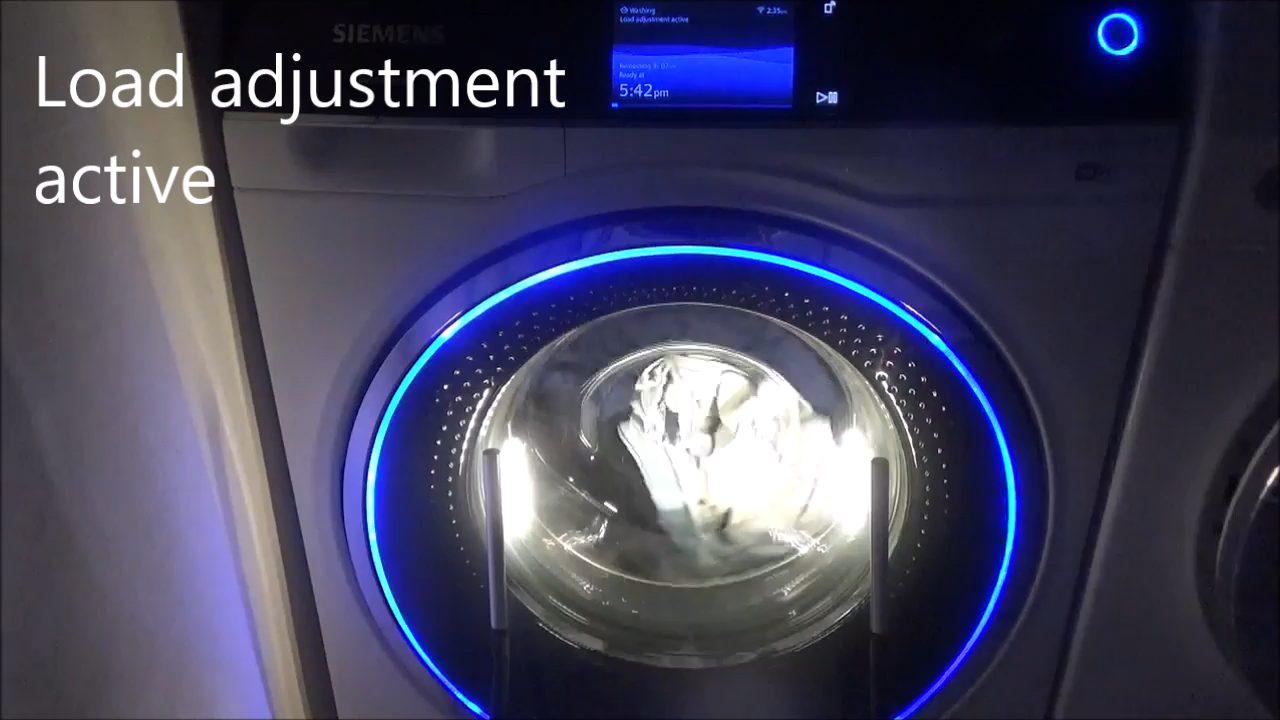 Load adjustment
active
SIEMENS
Washing
2:35pm
Load adjustment active
Ready at
5:42pm